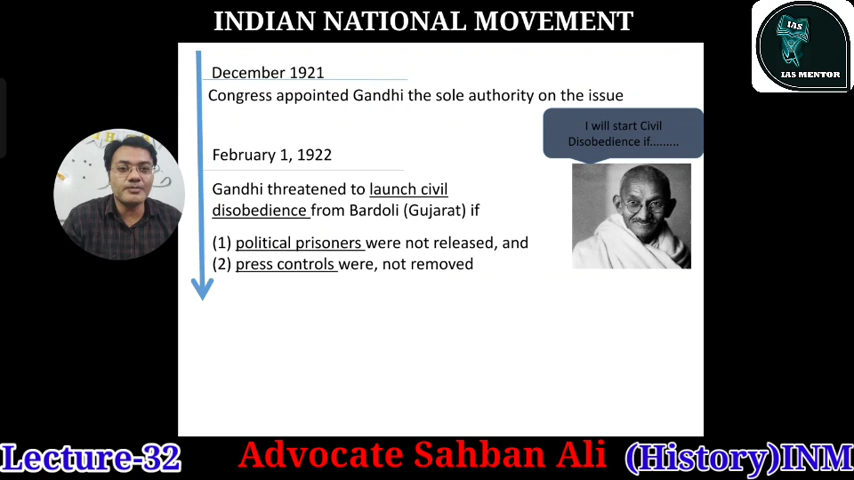 INDIAN NATIONAL MOVEMENT
IAS
IAS MENTOR
December 1921
Congress appointed Gandhi the sole authority on the issue
I will start Civil
Disobedience if.........
February 1, 1922
Gandhi threatened to launch civil
disobedience from Bardoli (Gujarat) if
(1) political prisoners were not released, and
(2) press controls were, not removed
Lecture-32
Advocate Sahban Ali
(History)INM